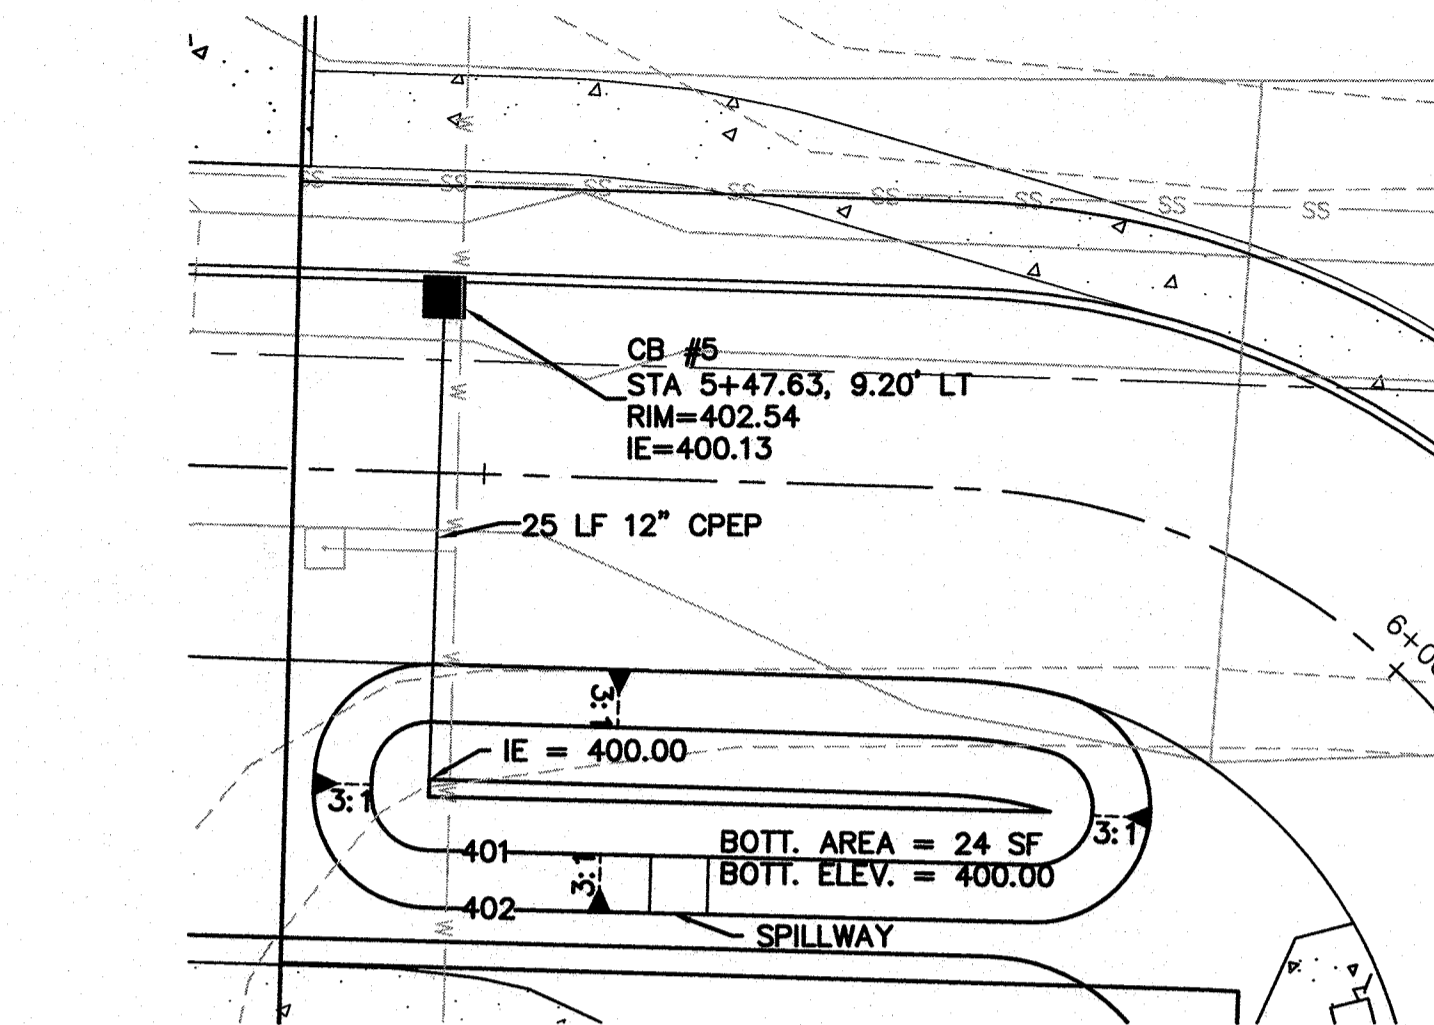 W
SS SS SS SS SS SS SS SS
W
CB #5
STA 5+47.63, 9.20' LT
RIM=402.54
IE=400.13
W
25 LF 12" CPEP
W
6+00
W
3:1
IE = 400.00
3:1
W
3:1
BOTT. AREA = 24 SF
401
BOTT. ELEV. = 400.00
3:1
402
W
SPILLWAY